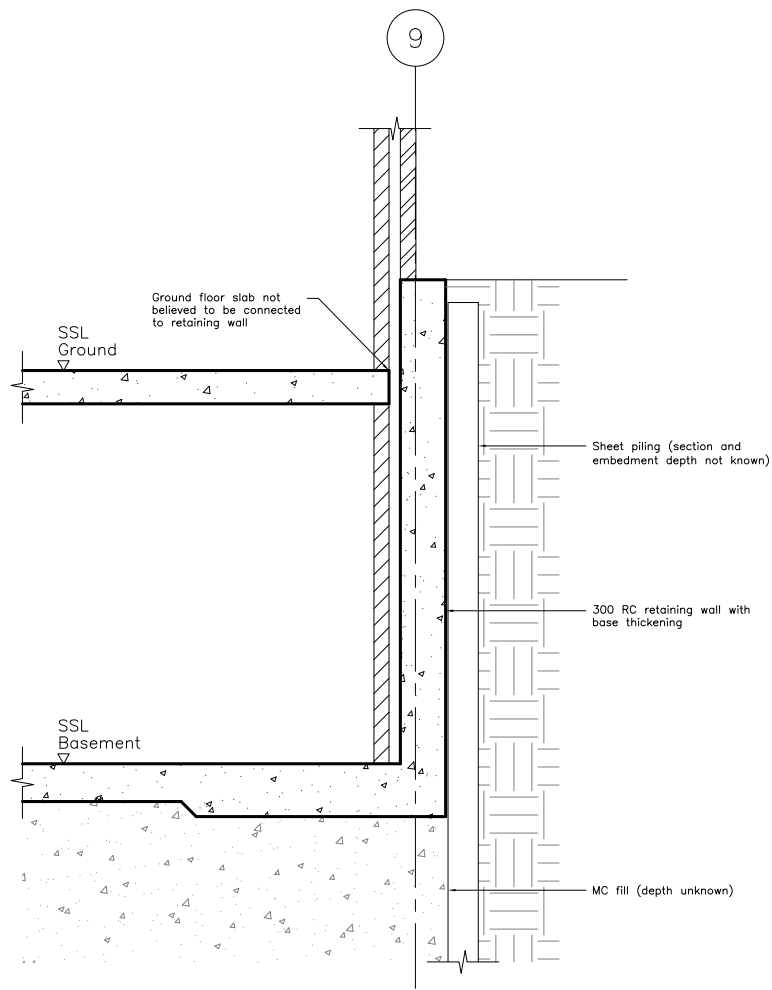 9
Ground floor slab not
believed to be connected
to retaining wall
SSL
Ground
Sheet piling (section and
embedment depth not known)
300 RC retaining wall with
base thickening
SSL
Basement
MC fill (depth unknown)